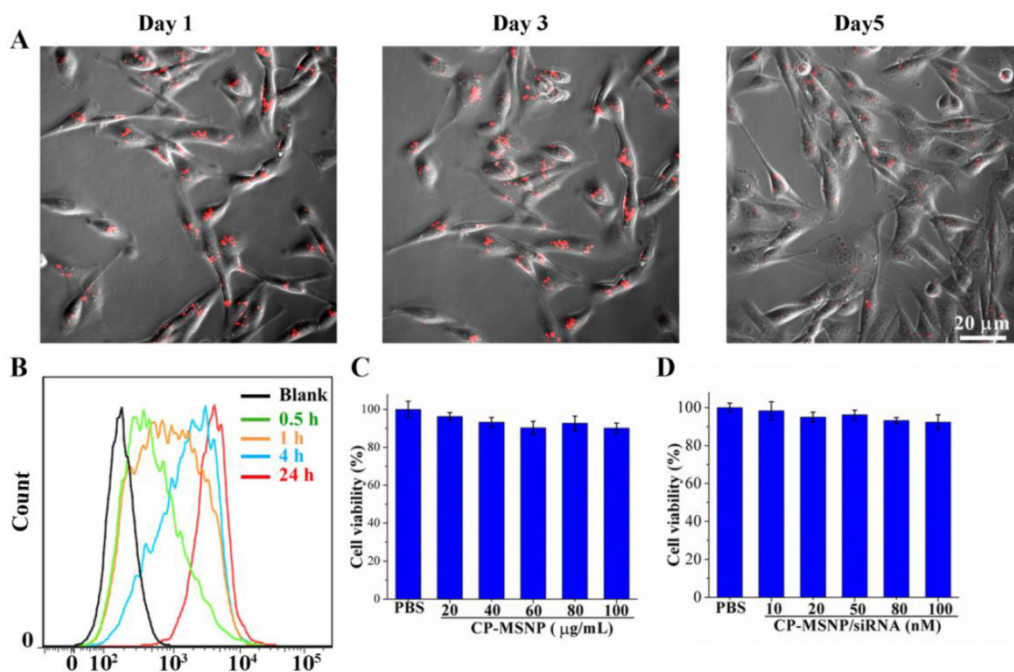 Day 1
Day 3
Day5
A
20 μm
B
Blank
0.5 h
1 h
4 h
24 h
Count
0
0 10² 10³ 10⁴ 10⁵
C
Cell viability (%)
100
80
60
40
20
0
PBS 20 40 60 80 100
CP-MSNP ( μg/mL)
D
Cell viability (%)
100
80
60
40
20
0
PBS 10 20 50 80 100
CP-MSNP/siRNA (nM)